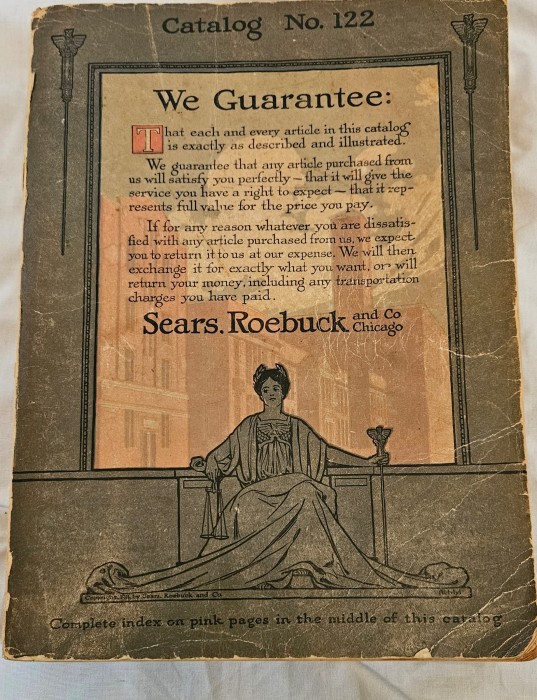 Catalog No. 122
We Guarantee:
That each and every article in this catalog
is exactly as described and illustrated.
We guarantee that any article purchased from
us will satisfy you perfectly — that it will give the
service you have a right to expect — that it rep-
resents full value for the price you pay.
If for any reason whatever you are dissatis-
fied with any article purchased from us, we expect
you to return it to us at our expense. We will then
exchange it for exactly what you want, or will
return your money, including any transportation
charges you have paid.
Sears, Roebuck and Co
Chicago
Copyright by Sears, Roebuck and Co
Complete index on pink pages in the middle of this catalog